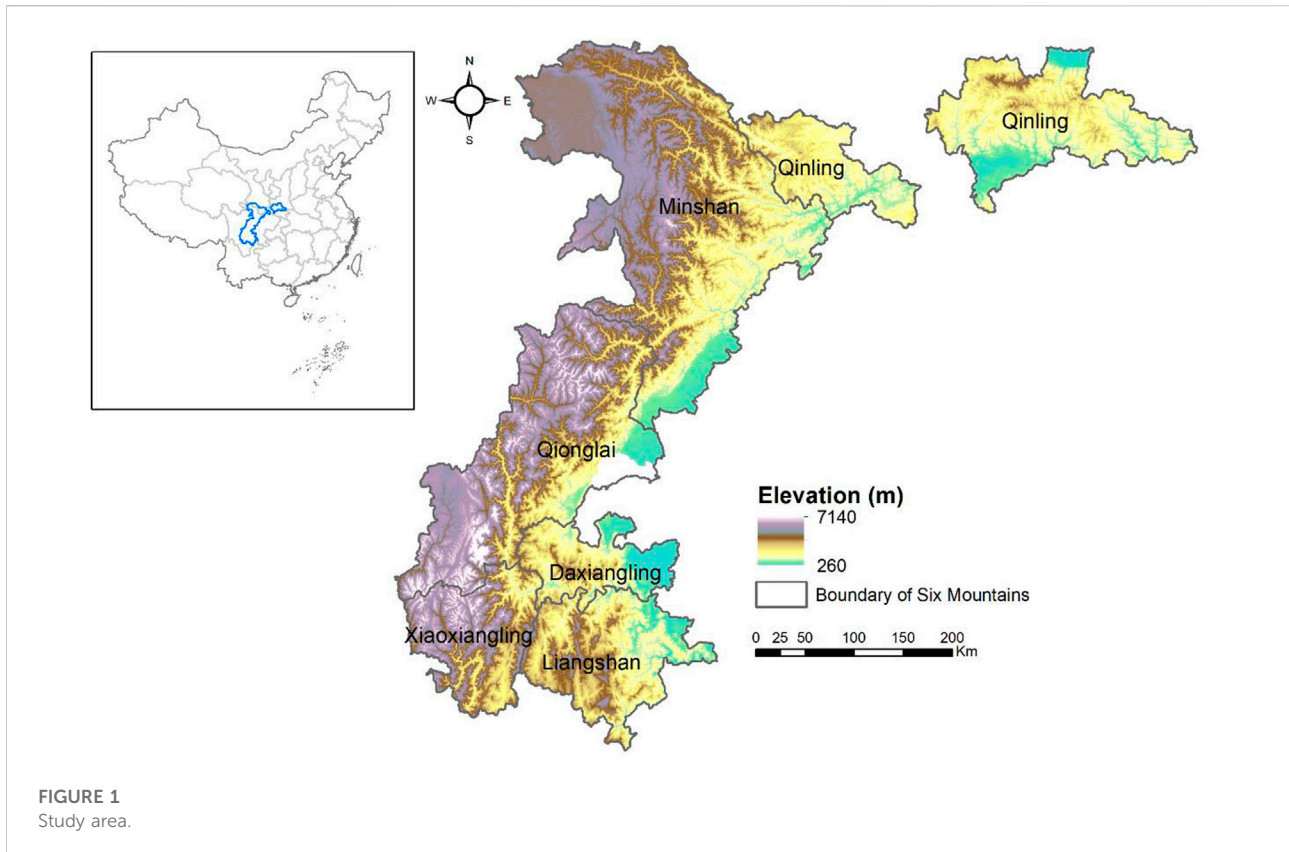 N
W E
S
Qinling
Qinling
Minshan
Qionglai
Daxiangling
Xiaoxiangling
Liangshan
Elevation (m)
7140
260
Boundary of Six Mountains
0 25 50 100 150 200
Km
FIGURE 1
Study area.